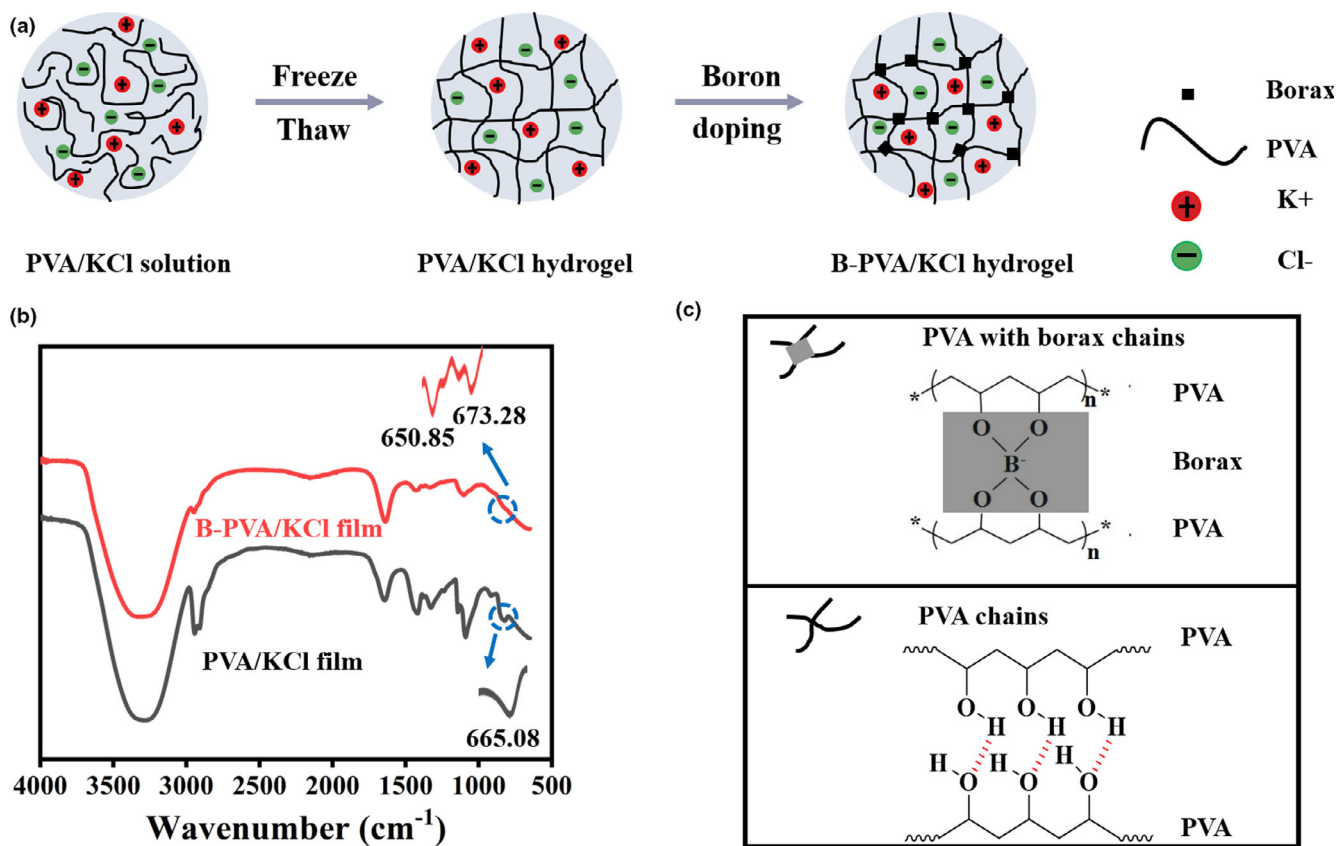 (a)
Freeze
Thaw
Boron
doping
Borax
PVA
K+
Cl-
PVA/KCl solution
PVA/KCl hydrogel
B-PVA/KCl hydrogel
(b)
673.28
650.85
B-PVA/KCl film
PVA/KCl film
665.08
4000 3500 3000 2500 2000 1500 1000 500
Wavenumber (cm⁻¹)
(c)
PVA with borax chains
* n *
PVA
O O
B-
Borax
O O
* n *
PVA
PVA chains
PVA
O O O
H H H
H H H
O O O
PVA